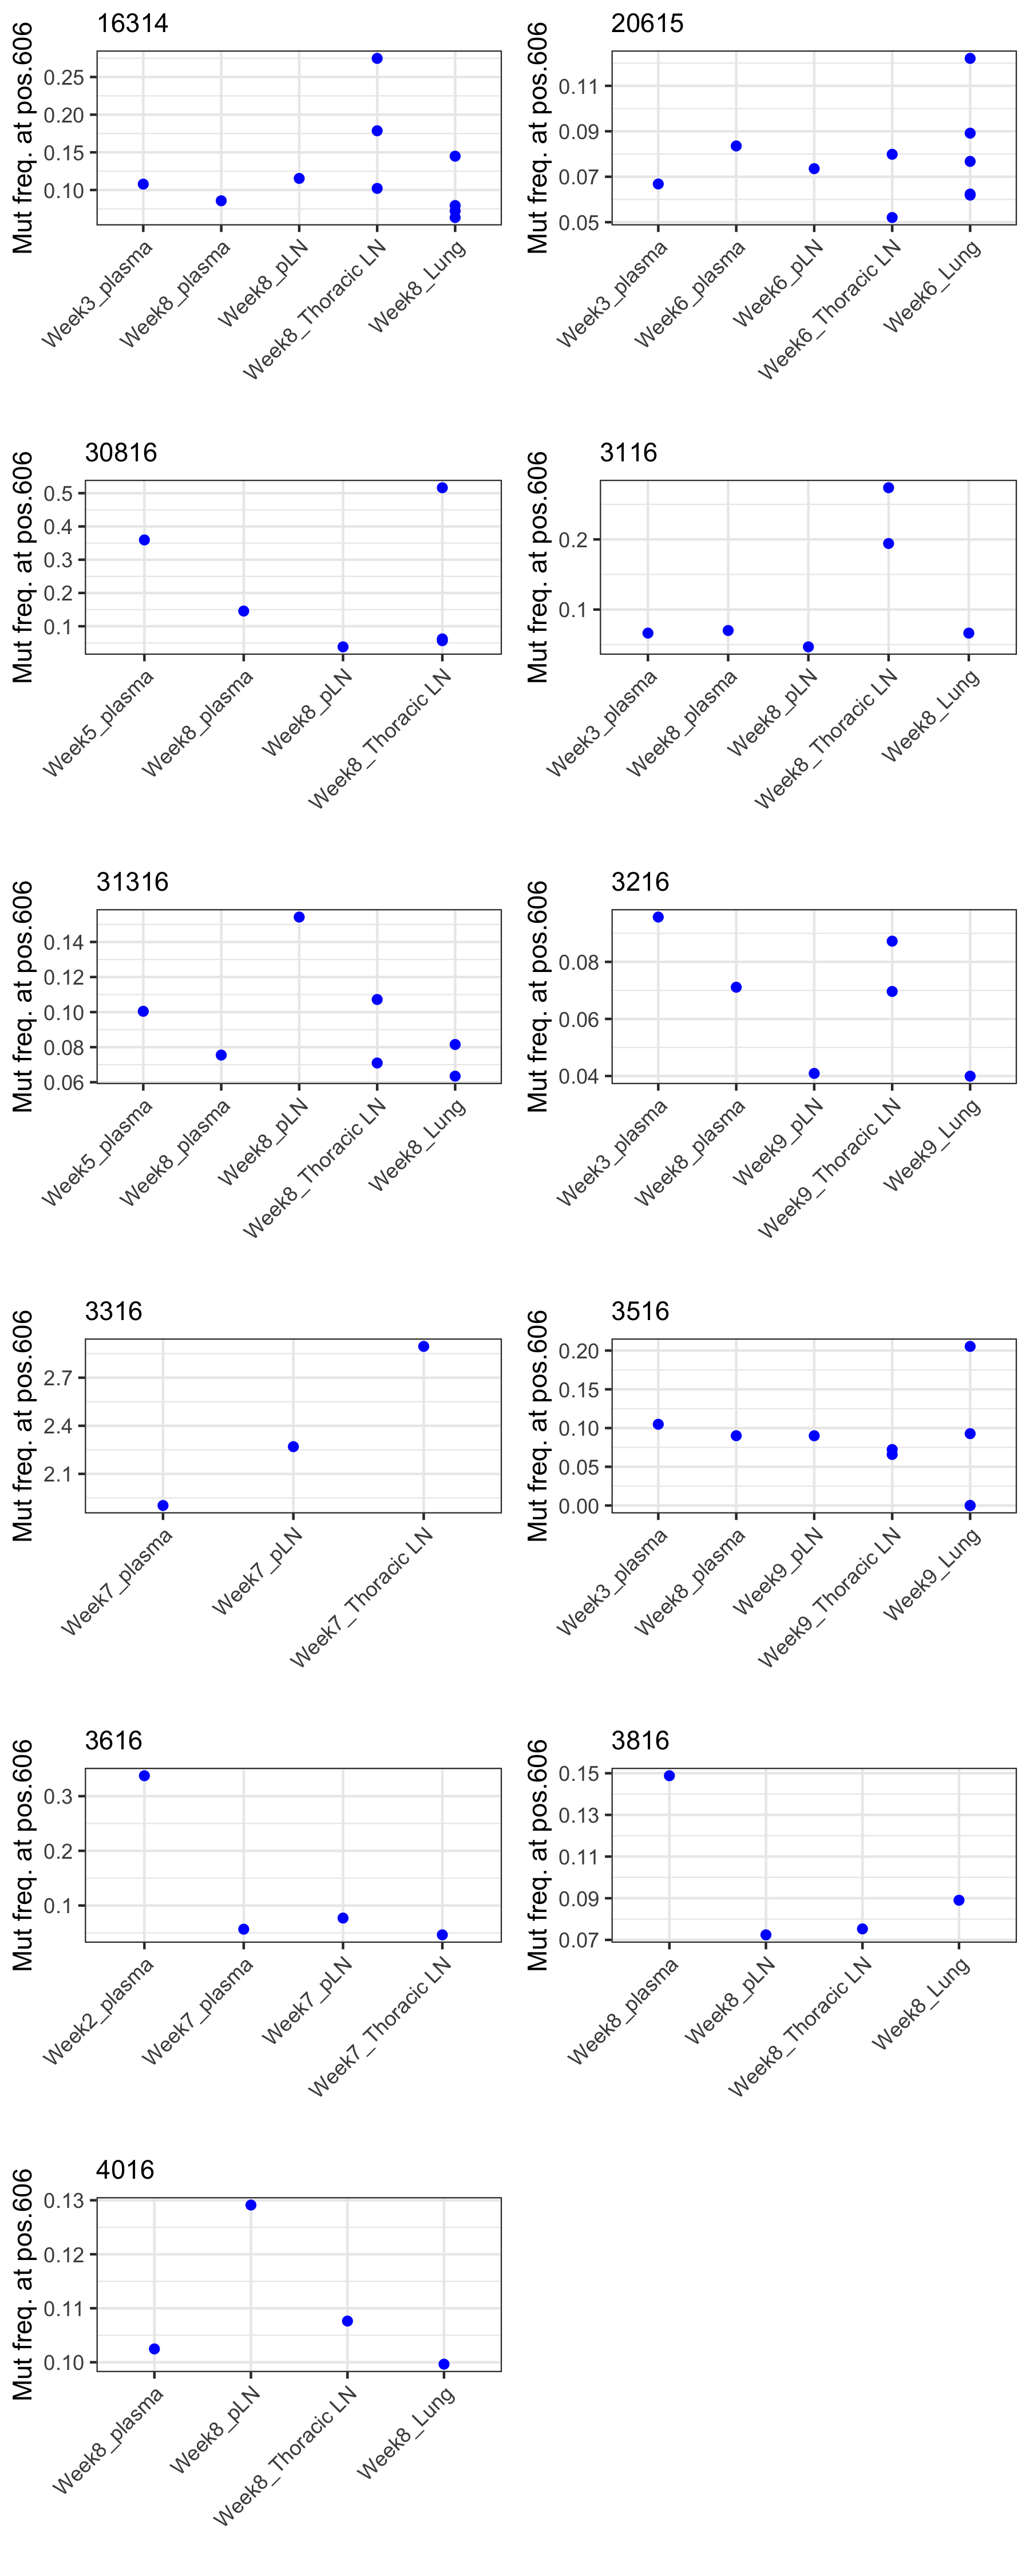 16314
Mut freq. at pos.606
0.25
0.20
0.15
0.10
Week3_plasma
Week8_plasma
Week8_pLN
Week8_Thoracic LN
Week8_Lung
20615
Mut freq. at pos.606
0.11
0.09
0.07
0.05
Week3_plasma
Week6_plasma
Week6_pLN
Week6_Thoracic LN
Week6_Lung
30816
Mut freq. at pos.606
0.5
0.4
0.3
0.2
0.1
Week5_plasma
Week8_plasma
Week8_pLN
Week8_Thoracic LN
3116
Mut freq. at pos.606
0.2
0.1
Week3_plasma
Week8_plasma
Week8_pLN
Week8_Thoracic LN
Week8_Lung
31316
Mut freq. at pos.606
0.14
0.12
0.10
0.08
0.06
Week5_plasma
Week8_plasma
Week8_pLN
Week8_Thoracic LN
Week8_Lung
3216
Mut freq. at pos.606
0.08
0.06
0.04
Week3_plasma
Week8_plasma
Week9_pLN
Week9_Thoracic LN
Week9_Lung
3316
Mut freq. at pos.606
2.7
2.4
2.1
Week7_plasma
Week7_pLN
Week7_Thoracic LN
3516
Mut freq. at pos.606
0.20
0.15
0.10
0.05
0.00
Week3_plasma
Week8_plasma
Week9_pLN
Week9_Thoracic LN
Week9_Lung
3616
Mut freq. at pos.606
0.3
0.2
0.1
Week2_plasma
Week7_plasma
Week7_pLN
Week7_Thoracic LN
3816
Mut freq. at pos.606
0.15
0.13
0.11
0.09
0.07
Week8_plasma
Week8_pLN
Week8_Thoracic LN
Week8_Lung
4016
Mut freq. at pos.606
0.13
0.12
0.11
0.10
Week8_plasma
Week8_pLN
Week8_Thoracic LN
Week8_Lung